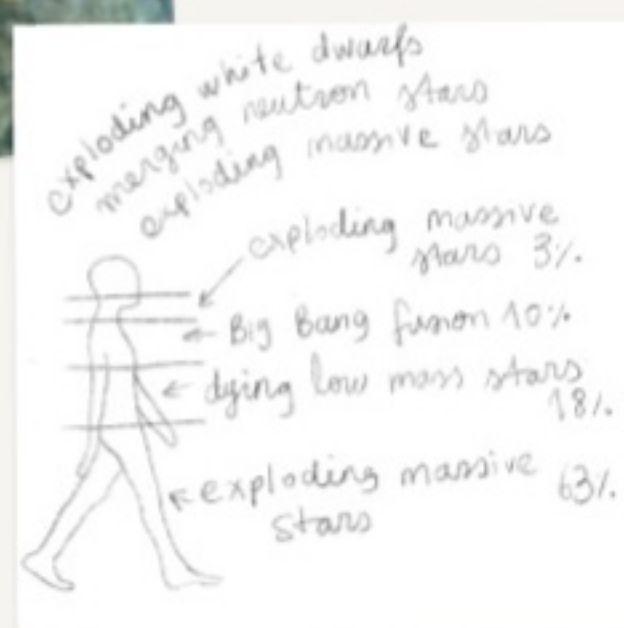 exploding white dwarfs
merging neutron stars
exploding massive stars
exploding massive
stars 3%
Big Bang fusion 10%
dying low mass stars
18%
exploding massive 63%
stars